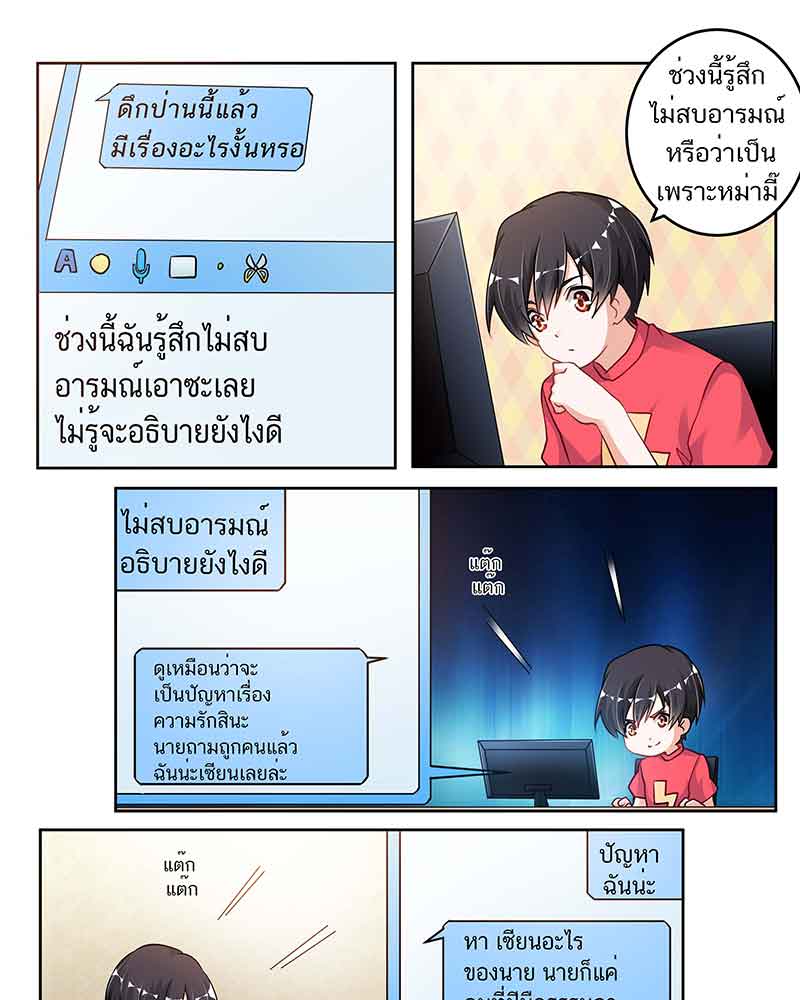 ดึกป่านนี้แล้ว
มีเรื่องอะไรงั้นหรอ
A
ช่วงนี้ฉันรู้สึกไม่สบ
อารมณ์เอาซะเลย
ไม่รู้จะอธิบายยังไงดี
ช่วงนี้รู้สึก
ไม่สบอารมณ์
หรือว่าเป็น
เพราะหม่ามี๊
ไม่สบอารมณ์
อธิบายยังไงดี
แต๊ก
แต๊ก
ดูเหมือนว่าจะ
เป็นปัญหาเรื่อง
ความรักสินะ
นายถามถูกคนแล้ว
ฉันน่ะเซียนเลยล่ะ
แต๊ก
แต๊ก
ปัญหา
ฉันน่ะ
หา เซียนอะไร
ของนาย นายก็แค่